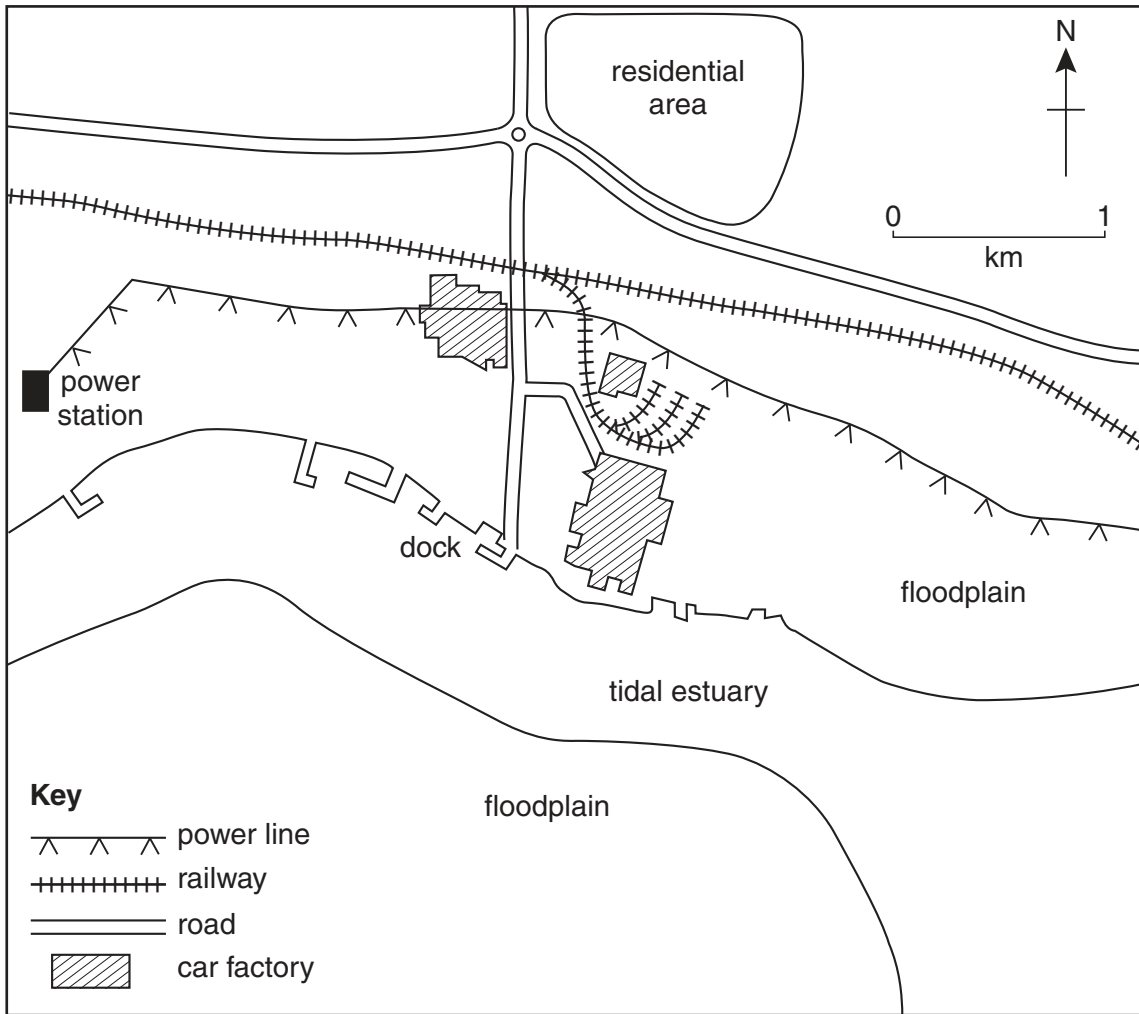 residential
area
N
0 1
km
power
station
dock
floodplain
tidal estuary
floodplain
Key
power line
railway
road
car factory